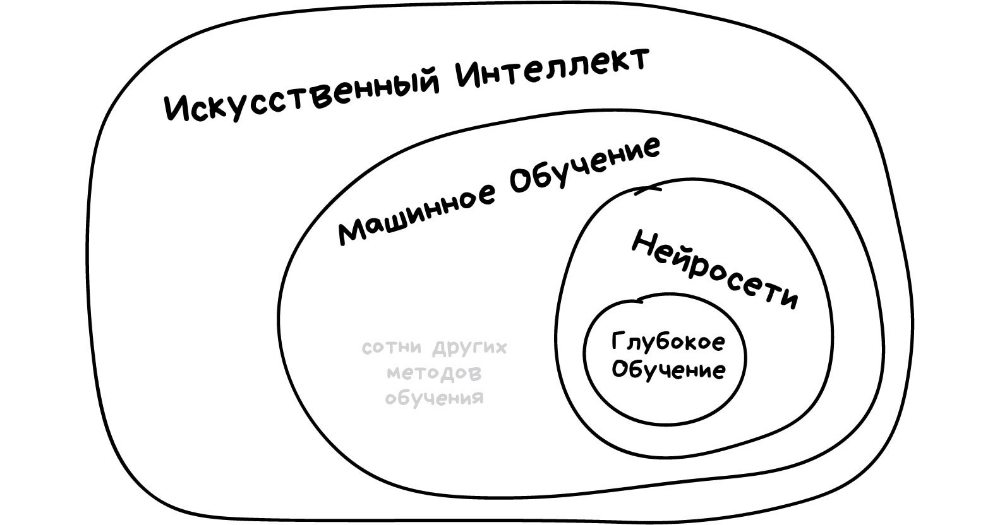 Искусственный Интеллект
Машинное Обучение
Нейросети
Глубокое
Обучение
сотни других
методов
обучения